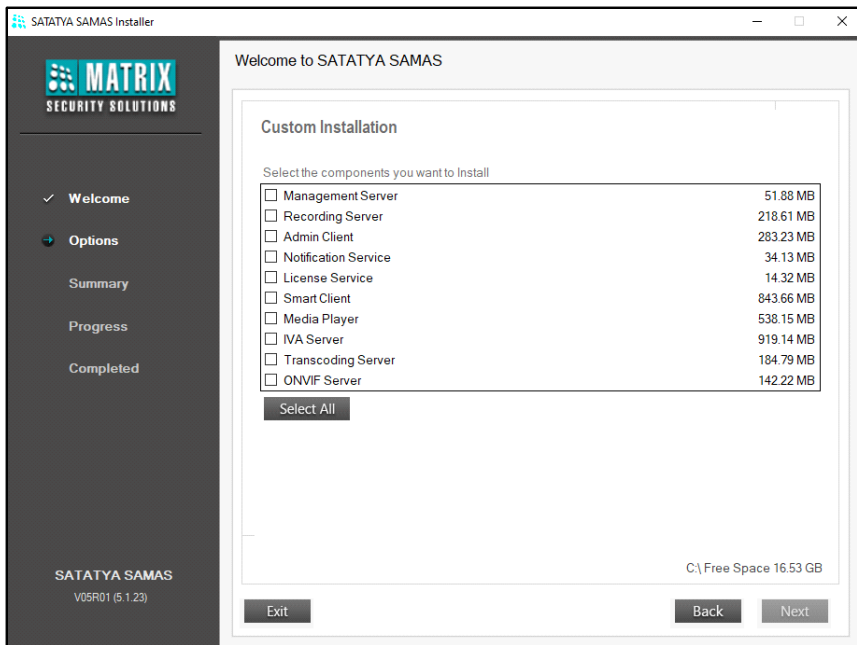 SATATYA SAMAS Installer
MATRIX
SECURITY SOLUTIONS
Welcome
Options
Summary
Progress
Completed
SATATYA SAMAS
V05R01 (5.1.23)
Welcome to SATATYA SAMAS
Custom Installation
Select the components you want to Install
Management Server 51.88 MB
Recording Server 218.61 MB
Admin Client 283.23 MB
Notification Service 34.13 MB
License Service 14.32 MB
Smart Client 843.66 MB
Media Player 538.15 MB
IVA Server 919.14 MB
Transcoding Server 184.79 MB
ONVIF Server 142.22 MB
Select All
C:\ Free Space 16.53 GB
Exit Back Next